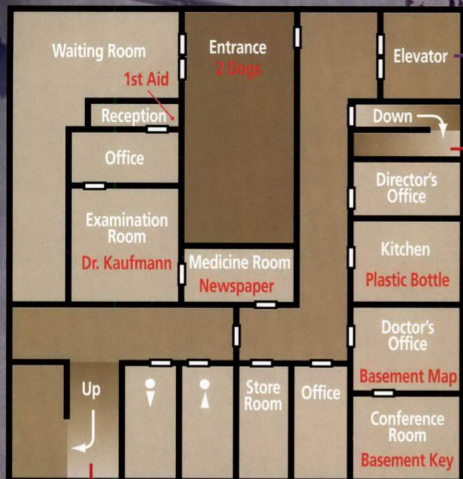 Waiting Room
Entrance
2 Dogs
Elevator
1st Aid
Reception
Down
Office
Director's
Office
Examination
Room
Dr. Kaufmann
Medicine Room
Newspaper
Kitchen
Plastic Bottle
Doctor's
Office
Basement Map
Up
Store
Room
Office
Conference
Room
Basement Key